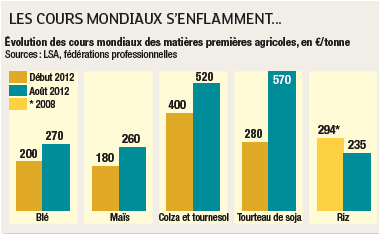 LES COURS MONDIAUX S'ENFLAMMENT...
Évolution des cours mondiaux des matières premières agricoles, en €/tonne
Sources : LSA, fédérations professionnelles
Début 2012
Août 2012
* 2008
200
270
180
260
400
520
280
570
294*
235
Blé
Maïs
Colza et tournesol
Tourteau de soja
Riz